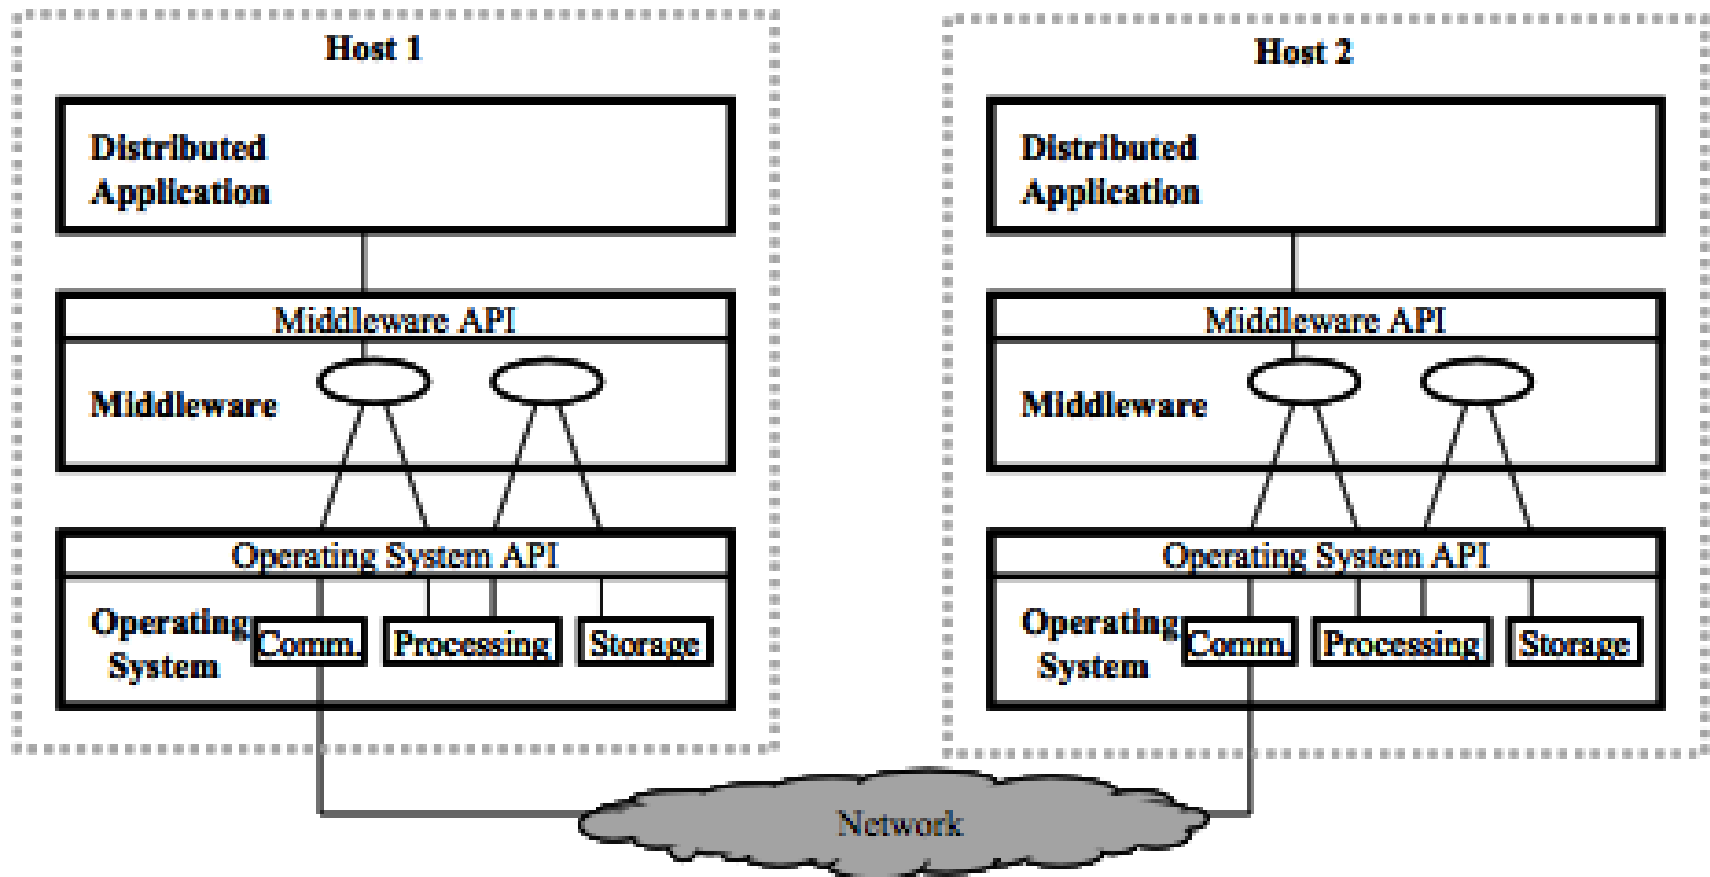 Host 1
Distributed
Application
Middleware API
Middleware
Operating System API
Operating
System
Comm.
Processing
Storage
Host 2
Distributed
Application
Middleware API
Middleware
Operating System API
Operating
System
Comm.
Processing
Storage
Network